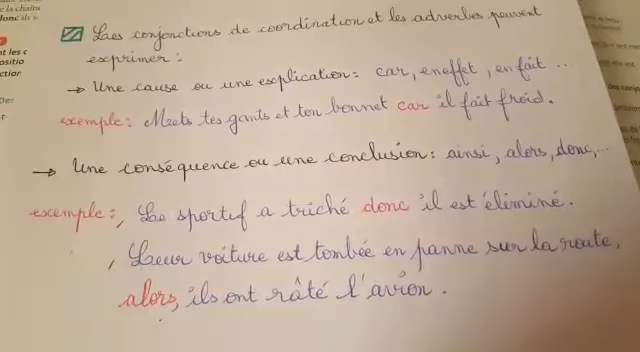 Les conjonctions de coordination et les adverbes peuvent
exprimer :
→ Une cause ou une explication : car, en effet, en fait ...
exemple : Mets tes gants et ton bonnet car il fait froid.
→ Une conséquence ou une conclusion : ainsi, alors, donc, ...
exemple :, Le sportif a triché donc il est éliminé.
, Leur voiture est tombée en panne sur la route,
alors, ils ont râté l'avion.